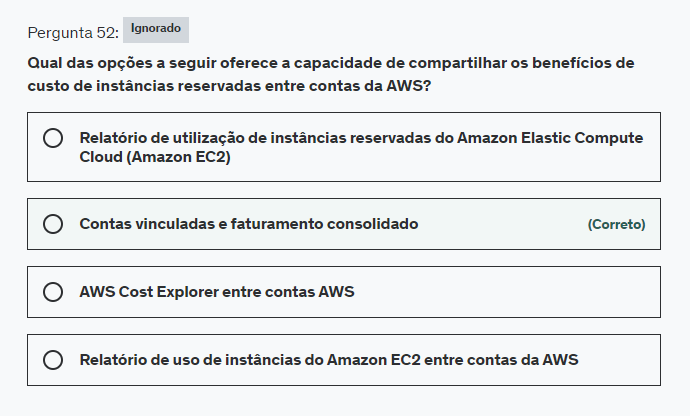 Pergunta 52: Ignorado
Qual das opções a seguir oferece a capacidade de compartilhar os benefícios de
custo de instâncias reservadas entre contas da AWS?
Relatório de utilização de instâncias reservadas do Amazon Elastic Compute
Cloud (Amazon EC2)
Contas vinculadas e faturamento consolidado (Correto)
AWS Cost Explorer entre contas AWS
Relatório de uso de instâncias do Amazon EC2 entre contas da AWS